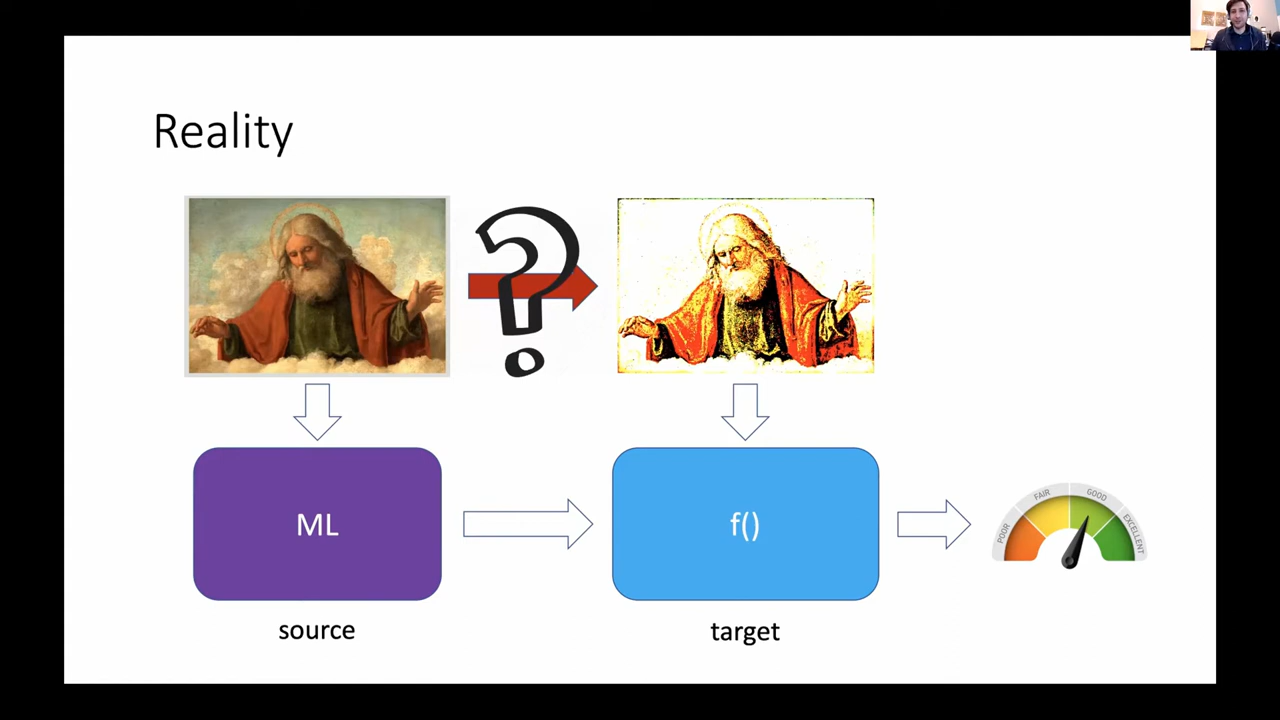 Reality
?
ML
f()
POOR
FAIR
GOOD
EXCELLENT
source
target